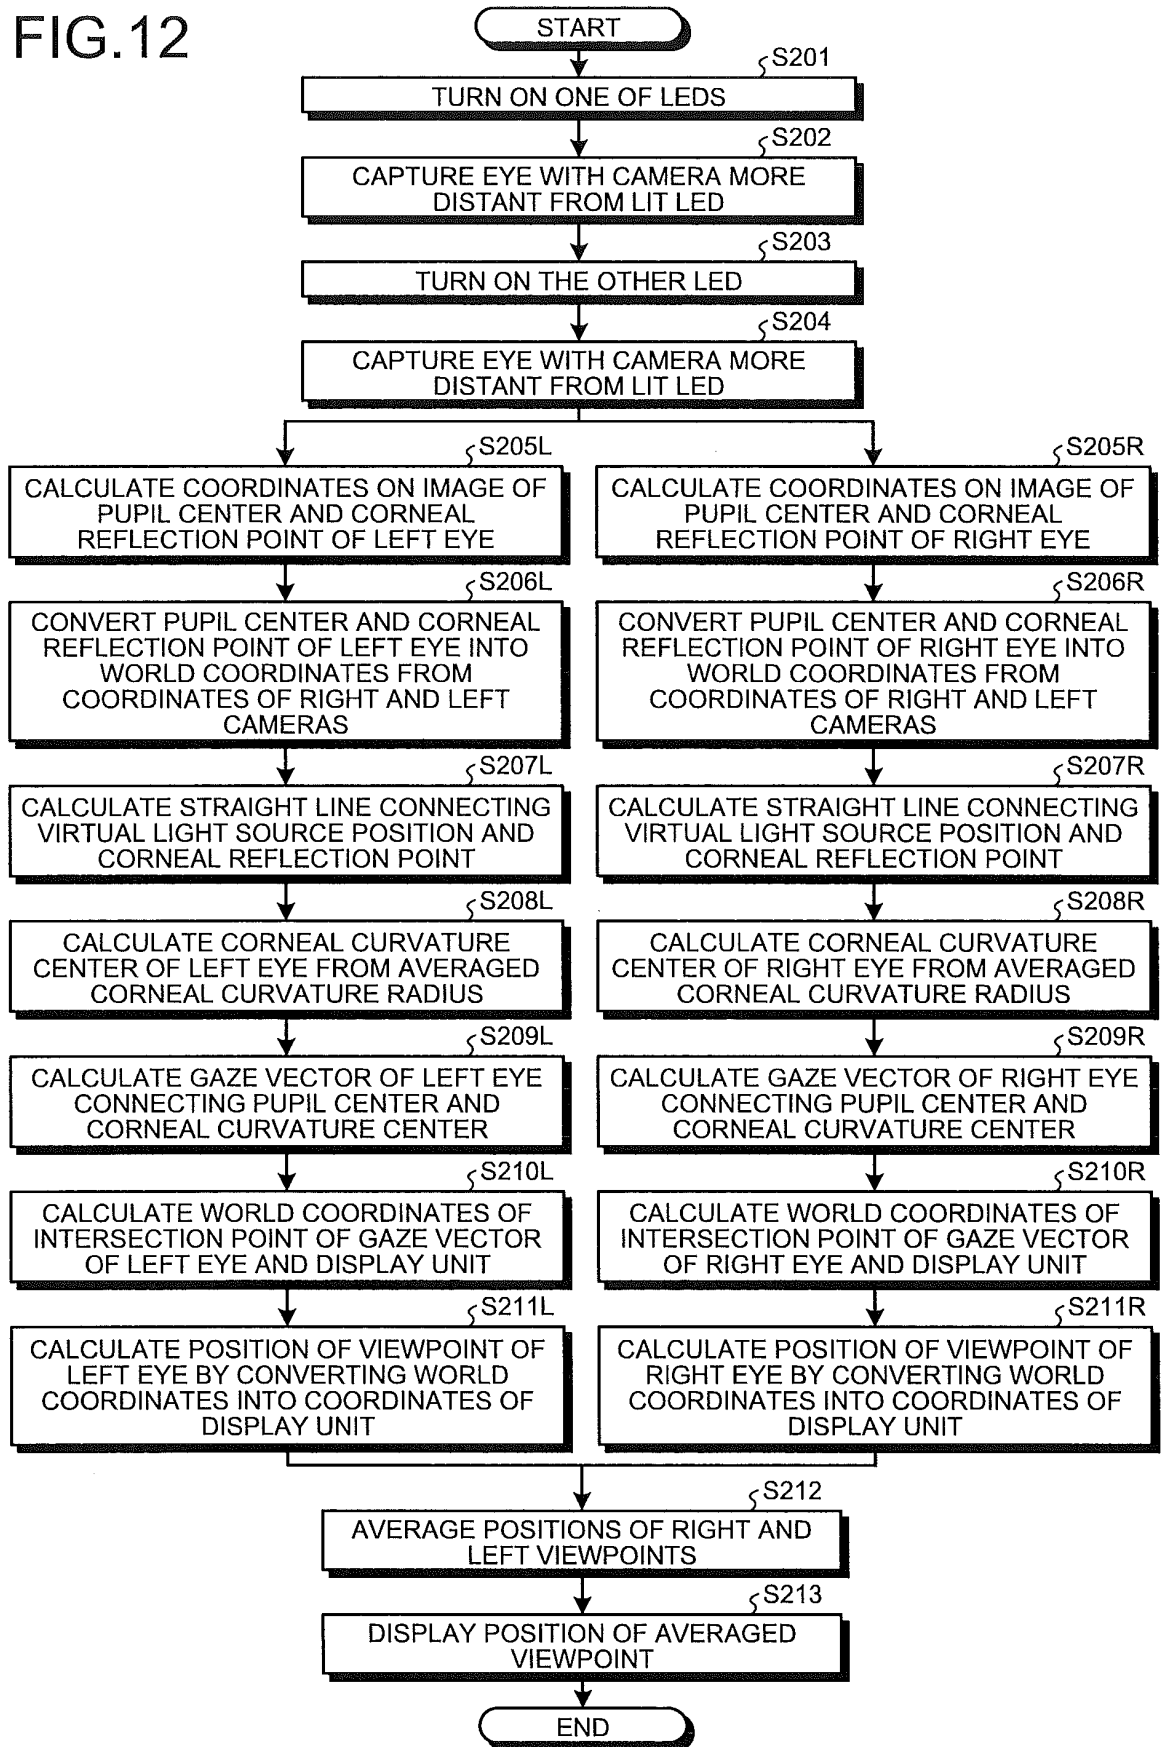 FIG.12
START
S201
TURN ON ONE OF LEDS
S202
CAPTURE EYE WITH CAMERA MORE
DISTANT FROM LIT LED
S203
TURN ON THE OTHER LED
S204
CAPTURE EYE WITH CAMERA MORE
DISTANT FROM LIT LED
S205L
CALCULATE COORDINATES ON IMAGE OF
PUPIL CENTER AND CORNEAL
REFLECTION POINT OF LEFT EYE
S205R
CALCULATE COORDINATES ON IMAGE OF
PUPIL CENTER AND CORNEAL
REFLECTION POINT OF RIGHT EYE
S206L
CONVERT PUPIL CENTER AND CORNEAL
REFLECTION POINT OF LEFT EYE INTO
WORLD COORDINATES FROM
COORDINATES OF RIGHT AND LEFT
CAMERAS
S206R
CONVERT PUPIL CENTER AND CORNEAL
REFLECTION POINT OF RIGHT EYE INTO
WORLD COORDINATES FROM
COORDINATES OF RIGHT AND LEFT
CAMERAS
S207L
CALCULATE STRAIGHT LINE CONNECTING
VIRTUAL LIGHT SOURCE POSITION AND
CORNEAL REFLECTION POINT
S207R
CALCULATE STRAIGHT LINE CONNECTING
VIRTUAL LIGHT SOURCE POSITION AND
CORNEAL REFLECTION POINT
S208L
CALCULATE CORNEAL CURVATURE
CENTER OF LEFT EYE FROM AVERAGED
CORNEAL CURVATURE RADIUS
S208R
CALCULATE CORNEAL CURVATURE
CENTER OF RIGHT EYE FROM AVERAGED
CORNEAL CURVATURE RADIUS
S209L
CALCULATE GAZE VECTOR OF LEFT EYE
CONNECTING PUPIL CENTER AND
CORNEAL CURVATURE CENTER
S209R
CALCULATE GAZE VECTOR OF RIGHT EYE
CONNECTING PUPIL CENTER AND
CORNEAL CURVATURE CENTER
S210L
CALCULATE WORLD COORDINATES OF
INTERSECTION POINT OF GAZE VECTOR
OF LEFT EYE AND DISPLAY UNIT
S210R
CALCULATE WORLD COORDINATES OF
INTERSECTION POINT OF GAZE VECTOR
OF RIGHT EYE AND DISPLAY UNIT
S211L
CALCULATE POSITION OF VIEWPOINT OF
LEFT EYE BY CONVERTING WORLD
COORDINATES INTO COORDINATES OF
DISPLAY UNIT
S211R
CALCULATE POSITION OF VIEWPOINT OF
RIGHT EYE BY CONVERTING WORLD
COORDINATES INTO COORDINATES OF
DISPLAY UNIT
S212
AVERAGE POSITIONS OF RIGHT AND
LEFT VIEWPOINTS
S213
DISPLAY POSITION OF AVERAGED
VIEWPOINT
END